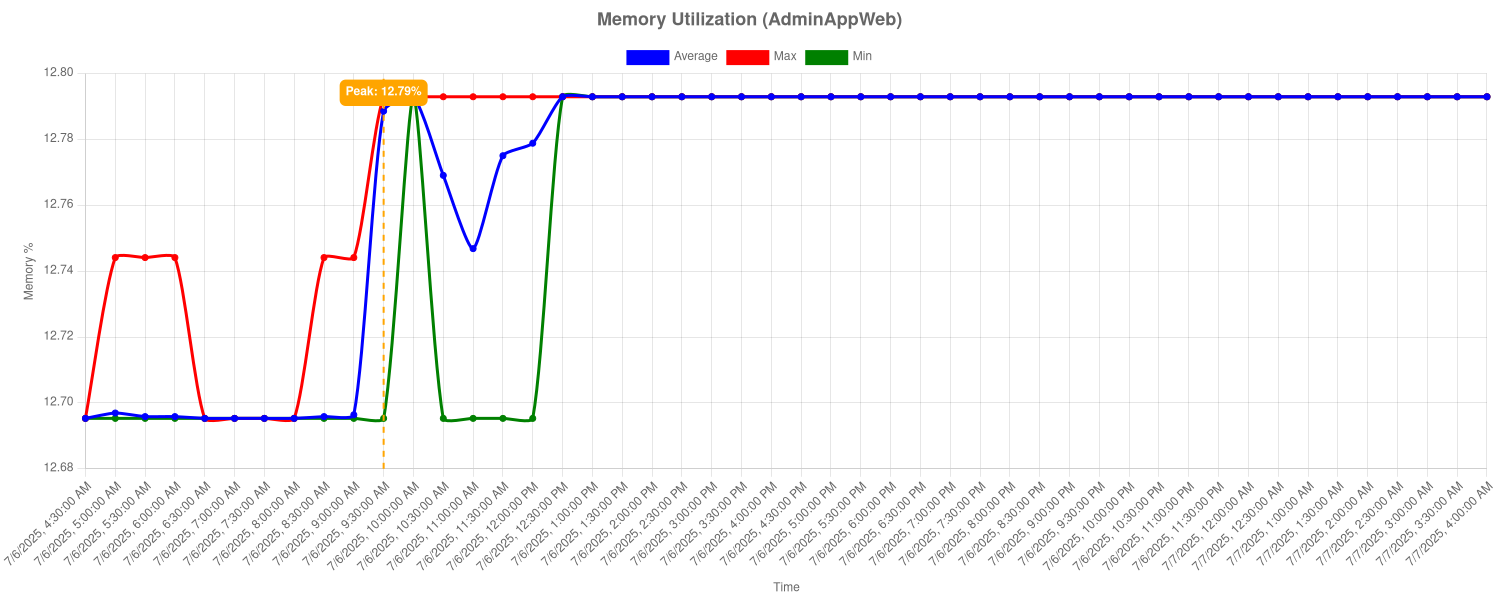 Memory Utilization (AdminAppWeb)
Average Max Min
Peak: 12.79%
12.80
12.78
12.76
12.74
12.72
12.70
12.68
Memory %
7/6/2025, 4:30:00 AM
7/6/2025, 5:00:00 AM
7/6/2025, 5:30:00 AM
7/6/2025, 6:00:00 AM
7/6/2025, 6:30:00 AM
7/6/2025, 7:00:00 AM
7/6/2025, 7:30:00 AM
7/6/2025, 8:00:00 AM
7/6/2025, 8:30:00 AM
7/6/2025, 9:00:00 AM
7/6/2025, 9:30:00 AM
7/6/2025, 10:00:00 AM
7/6/2025, 10:30:00 AM
7/6/2025, 11:00:00 AM
7/6/2025, 11:30:00 AM
7/6/2025, 12:00:00 PM
7/6/2025, 12:30:00 PM
7/6/2025, 1:00:00 PM
7/6/2025, 1:30:00 PM
7/6/2025, 2:00:00 PM
7/6/2025, 2:30:00 PM
7/6/2025, 3:00:00 PM
7/6/2025, 3:30:00 PM
7/6/2025, 4:00:00 PM
7/6/2025, 4:30:00 PM
7/6/2025, 5:00:00 PM
7/6/2025, 5:30:00 PM
7/6/2025, 6:00:00 PM
7/6/2025, 6:30:00 PM
7/6/2025, 7:00:00 PM
7/6/2025, 7:30:00 PM
7/6/2025, 8:00:00 PM
7/6/2025, 8:30:00 PM
7/6/2025, 9:00:00 PM
7/6/2025, 9:30:00 PM
7/6/2025, 10:00:00 PM
7/6/2025, 10:30:00 PM
7/6/2025, 11:00:00 PM
7/6/2025, 11:30:00 PM
7/7/2025, 12:00:00 AM
7/7/2025, 12:30:00 AM
7/7/2025, 1:00:00 AM
7/7/2025, 1:30:00 AM
7/7/2025, 2:00:00 AM
7/7/2025, 2:30:00 AM
7/7/2025, 3:00:00 AM
7/7/2025, 3:30:00 AM
7/7/2025, 4:00:00 AM
Time